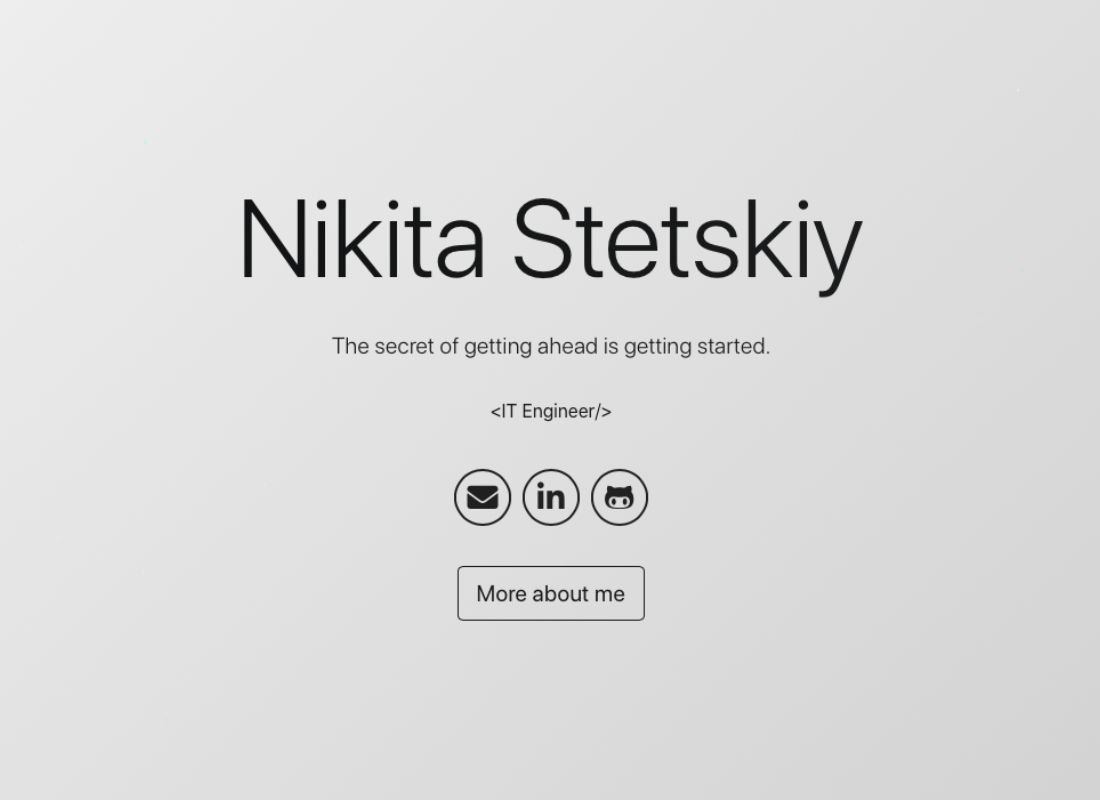 Nikita Stetskiy
The secret of getting ahead is getting started.
<IT Engineer/>
in
More about me